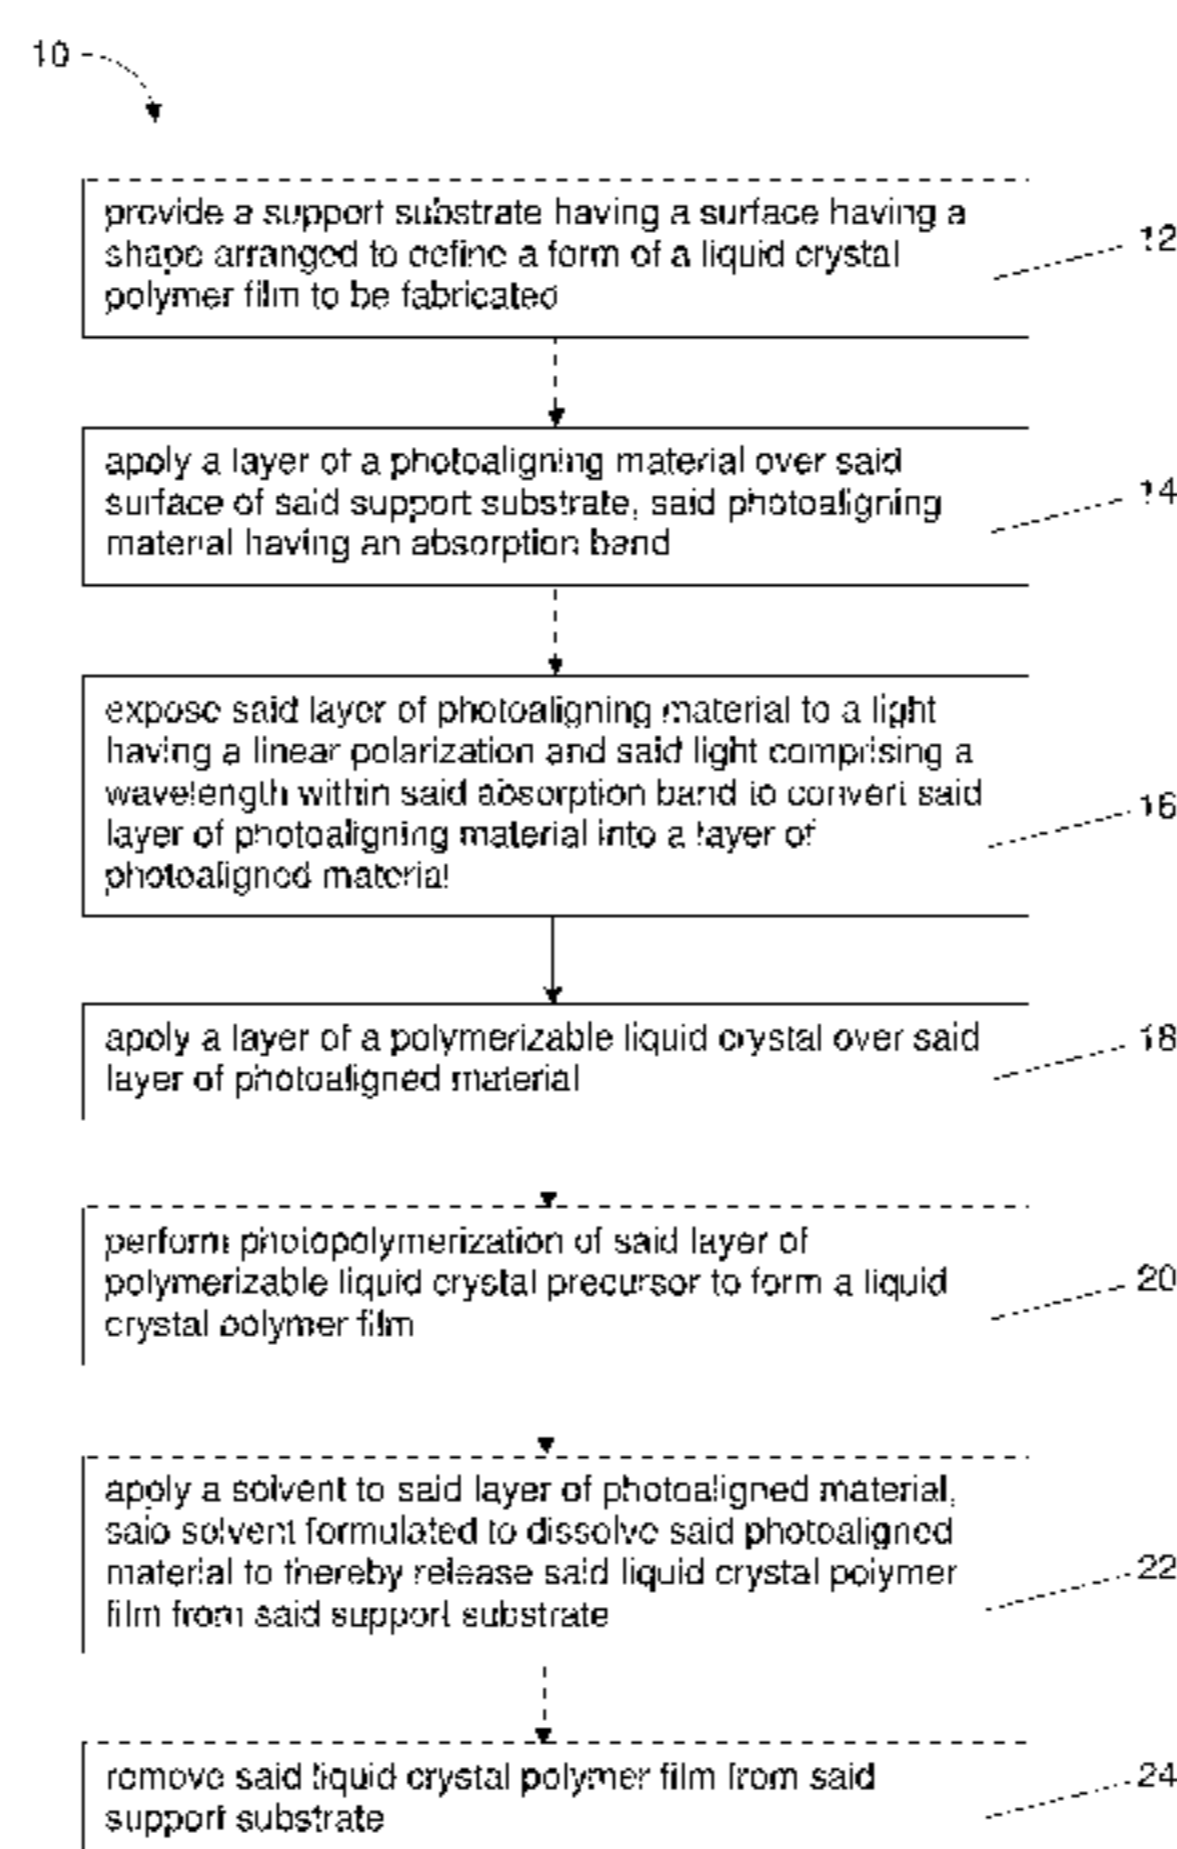 10
provide a support substrate having a surface having a
shape arranged to define a form of a liquid crystal
polymer film to be fabricated
12
apply a layer of a photoaligning material over said
surface of said support substrate, said photoaligning
material having an absorption band
14
expose said layer of photoaligning material to a light
having a linear polarization and said light comprising a
wavelength within said absorption band to convert said
layer of photoaligning material into a layer of
photoaligned material
16
apply a layer of a polymerizable liquid crystal over said
layer of photoaligned material
18
perform photopolymerization of said layer of
polymerizable liquid crystal precursor to form a liquid
crystal polymer film
20
apply a solvent to said layer of photoaligned material,
said solvent formulated to dissolve said photoaligned
material to thereby release said liquid crystal polymer
film from said support substrate
22
remove said liquid crystal polymer film from said
support substrate
24